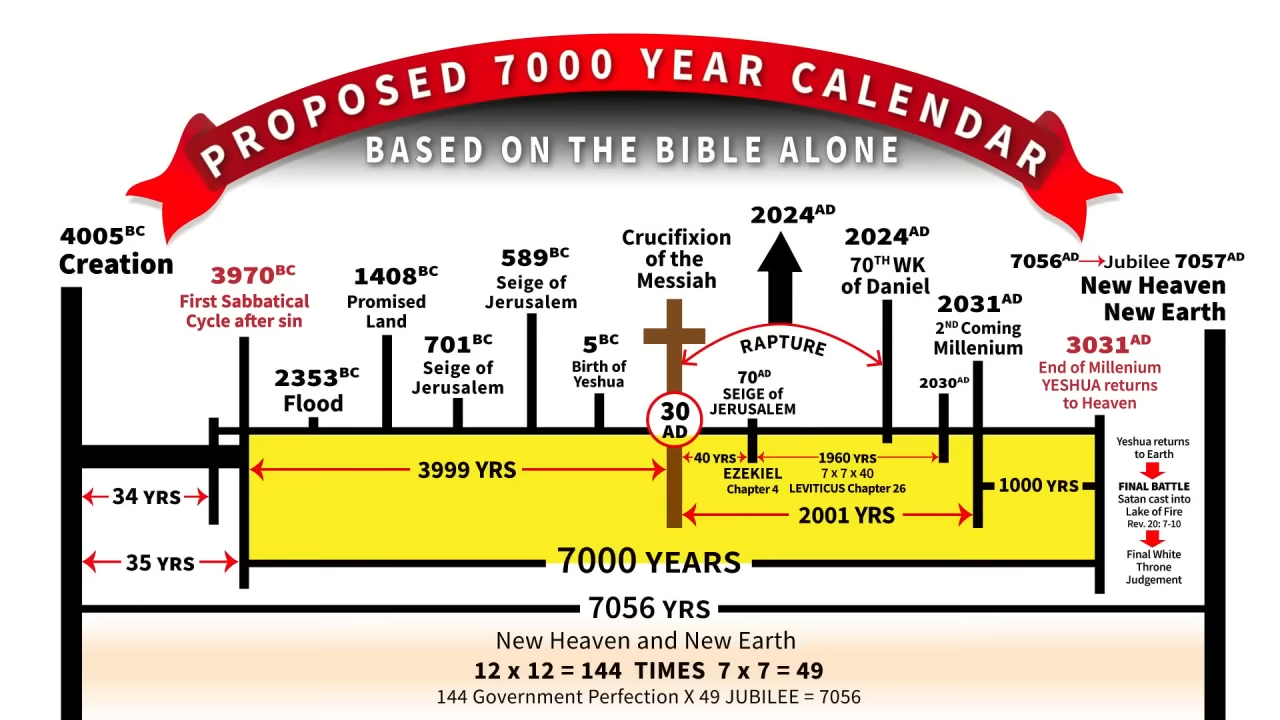 PROPOSED 7000 YEAR CALENDAR
BASED ON THE BIBLE ALONE
4005BC
Creation
3970BC
First Sabbatical
Cycle after sin
2353BC
Flood
1408BC
Promised
Land
701BC
Seige of
Jerusalem
589BC
Seige of
Jerusalem
5BC
Birth of
Yeshua
Crucifixion
of the
Messiah
30
AD
2024AD
RAPTURE
70AD
SEIGE of
JERUSALEM
2024AD
70TH WK
of Daniel
2030AD
2031AD
2ND Coming
Millenium
7056AD Jubilee 7057AD
New Heaven
New Earth
3031AD
End of Millenium
YESHUA returns
to Heaven
34 YRS
35 YRS
3999 YRS
40 YRS
EZEKIEL
Chapter 4
1960 YRS
7 x 7 x 40
LEVITICUS Chapter 26
2001 YRS
1000 YRS
Yeshua returns
to Earth
FINAL BATTLE
Satan cast into
Lake of Fire
Rev. 20: 7-10
Final White
Throne
Judgement
7000 YEARS
7056 YRS
New Heaven and New Earth
12 x 12 = 144 TIMES 7 x 7 = 49
144 Government Perfection X 49 JUBILEE = 7056